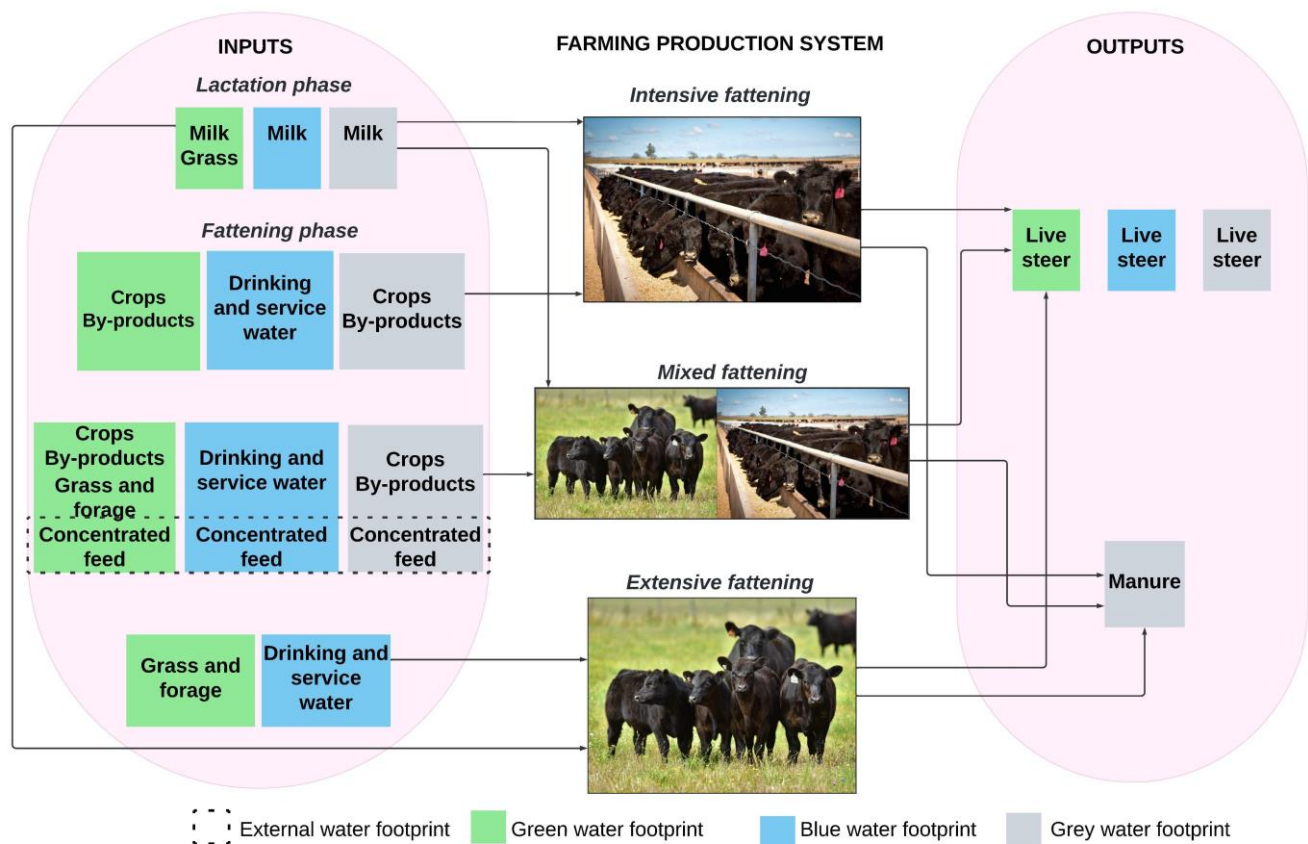 INPUTS
FARMING PRODUCTION SYSTEM
OUTPUTS
Lactation phase
Intensive fattening
Milk
Grass
Milk
Milk
Fattening phase
Crops
By-products
Drinking
and service
water
Crops
By-products
Live
steer
Live
steer
Live
steer
Mixed fattening
Crops
By-products
Grass and
forage
Concentrated
feed
Drinking and
service water
Concentrated
feed
Crops
By-products
Concentrated
feed
Manure
Extensive fattening
Grass and
forage
Drinking and
service
water
External water footprint
Green water footprint
Blue water footprint
Grey water footprint